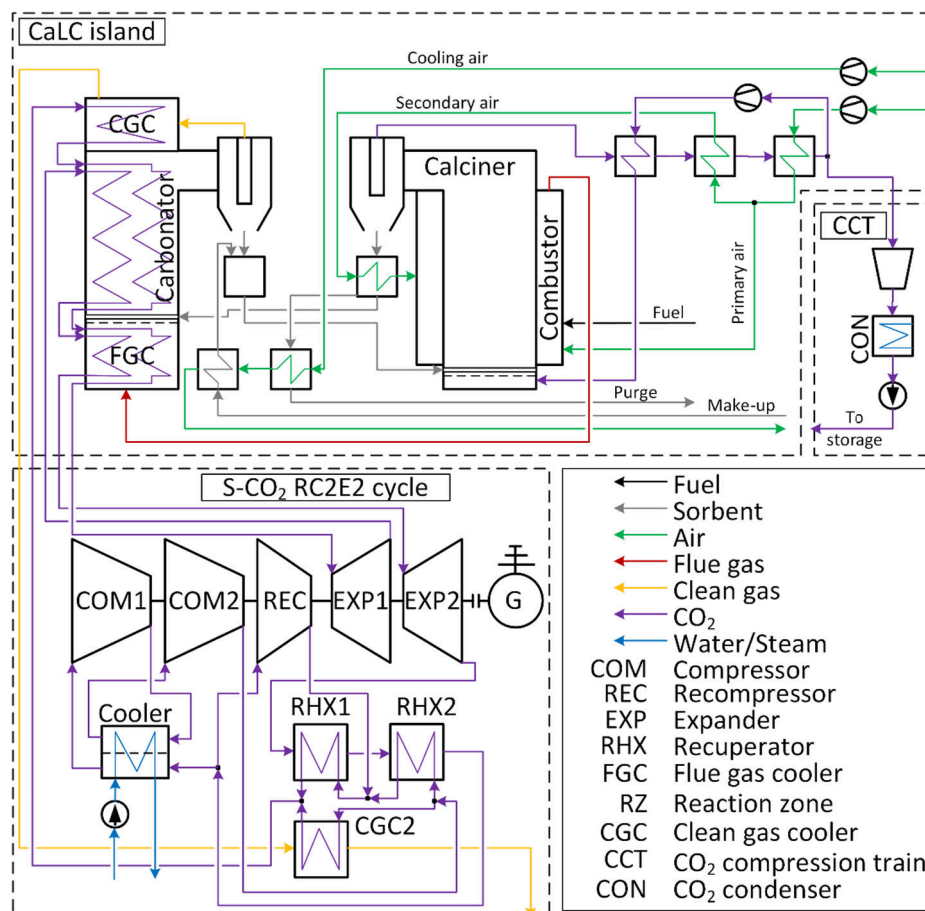 CaLC island
Cooling air
Secondary air
CGC
Calciner
Carbonator
Combustor
Primary air
CCT
FGC
Fuel
CON
Purge
Make-up
To
storage
S-CO₂ RC2E2 cycle
COM1
COM2
REC
EXP1
EXP2
G
Cooler
RHX1
RHX2
CGC2
Fuel
Sorbent
Air
Flue gas
Clean gas
CO₂
Water/Steam
COM Compressor
REC Recompressor
EXP Expander
RHX Recuperator
FGC Flue gas cooler
RZ Reaction zone
CGC Clean gas cooler
CCT CO₂ compression train
CON CO₂ condenser